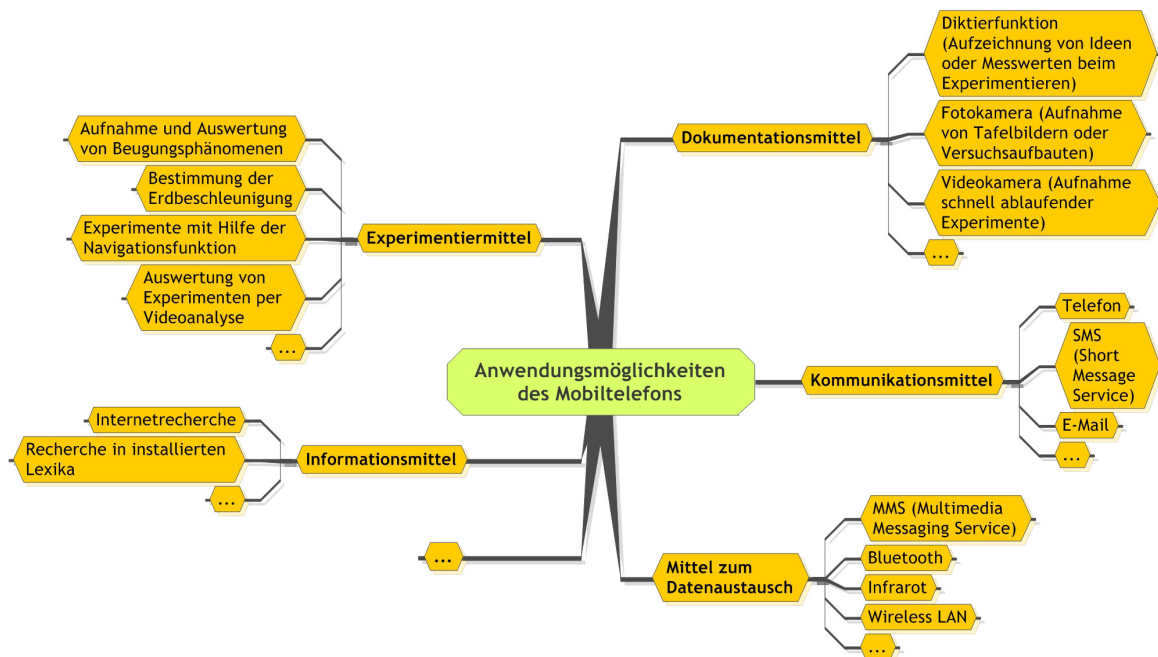 Anwendungsmöglichkeiten
des Mobiltelefons
Dokumentationsmittel
Diktierfunktion
(Aufzeichnung von Ideen
oder Messwerten beim
Experimentieren)
Fotokamera (Aufnahme
von Tafelbildern oder
Versuchsaufbauten)
Videokamera (Aufnahme
schnell ablaufender
Experimente)
...
Kommunikationsmittel
Telefon
SMS
(Short
Message
Service)
E-Mail
...
Mittel zum
Datenaustausch
MMS (Multimedia
Messaging Service)
Bluetooth
Infrarot
Wireless LAN
...
Experimentiermittel
Aufnahme und Auswertung
von Beugungsphänomenen
Bestimmung der
Erdbeschleunigung
Experimente mit Hilfe der
Navigationsfunktion
Auswertung von
Experimenten per
Videoanalyse
...
Informationsmittel
Internetrecherche
Recherche in installierten
Lexika
...
...